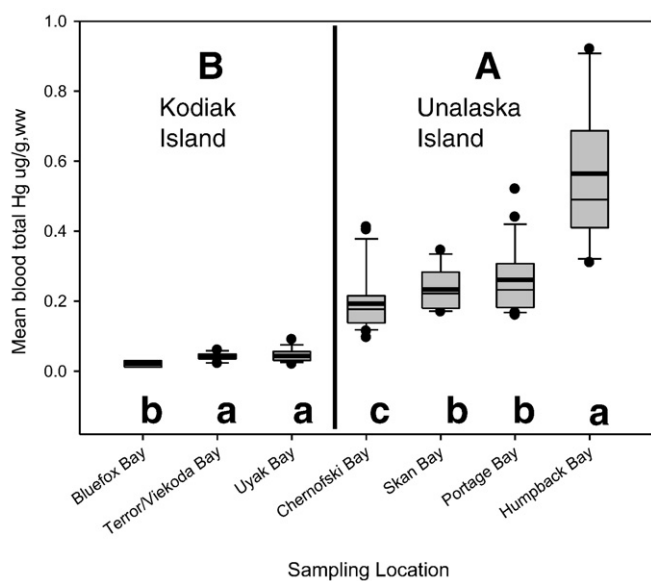 Mean blood total Hg ug/g,ww
1.0
0.8
0.6
0.4
0.2
0.0
B
Kodiak
Island
A
Unalaska
Island
b
a
a
c
b
b
a
Bluefox Bay
Terror/Viekoda Bay
Uyak Bay
Chernofski Bay
Skan Bay
Portage Bay
Humpback Bay
Sampling Location